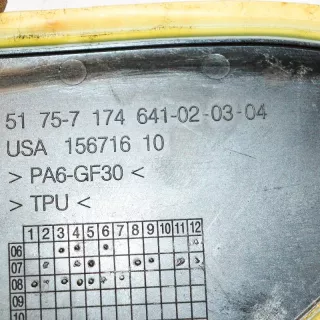 51 75-7 174 641-02-03-04
USA 156716 10
> PA6-GF30 <
> TPU <
1 2 3 4 5 6 7 8 9 10 11 12
06
07
08
09
10